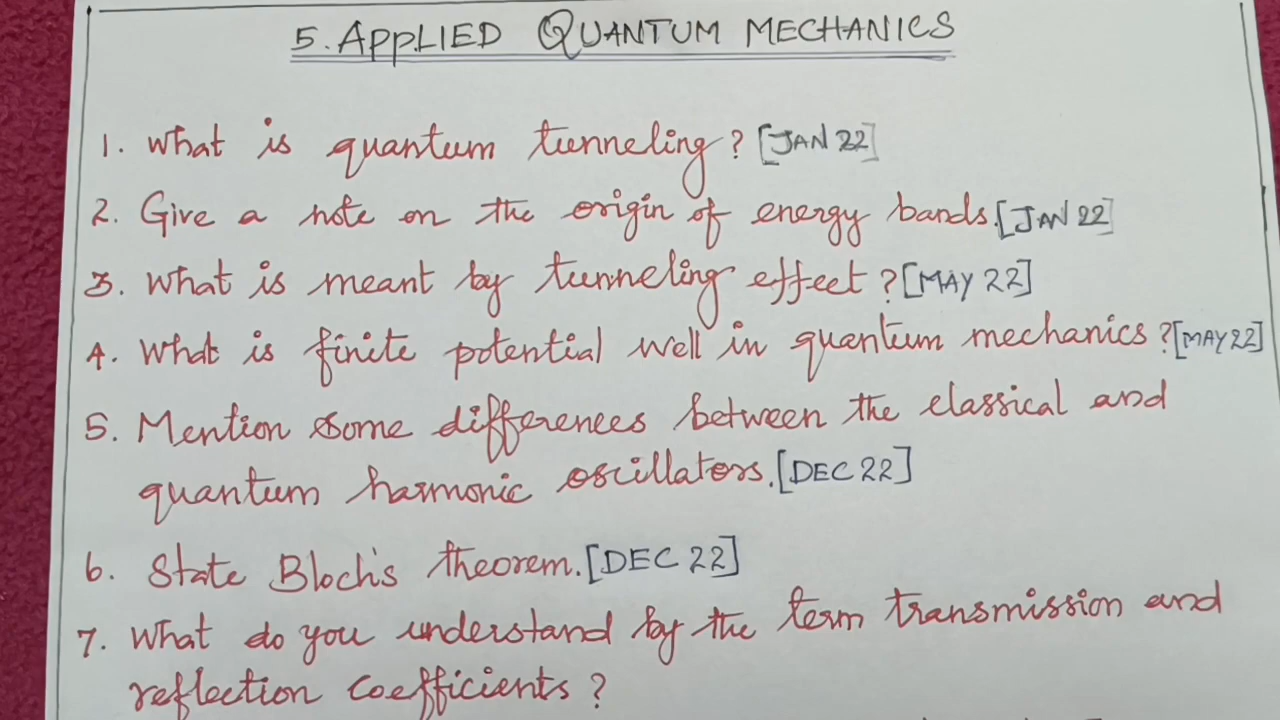 5. APPLIED QUANTUM MECHANICS
1. What is quantum tunneling? [JAN 22]
2. Give a note on the origin of energy bands. [JAN 22]
3. What is meant by tunneling effect? [MAY 22]
4. What is finite potential well in quantum mechanics? [MAY 22]
5. Mention some differences between the classical and
quantum harmonic oscillators. [DEC 22]
6. State Bloch's theorem. [DEC 22]
7. What do you understand by the term transmission and
reflection coefficients?